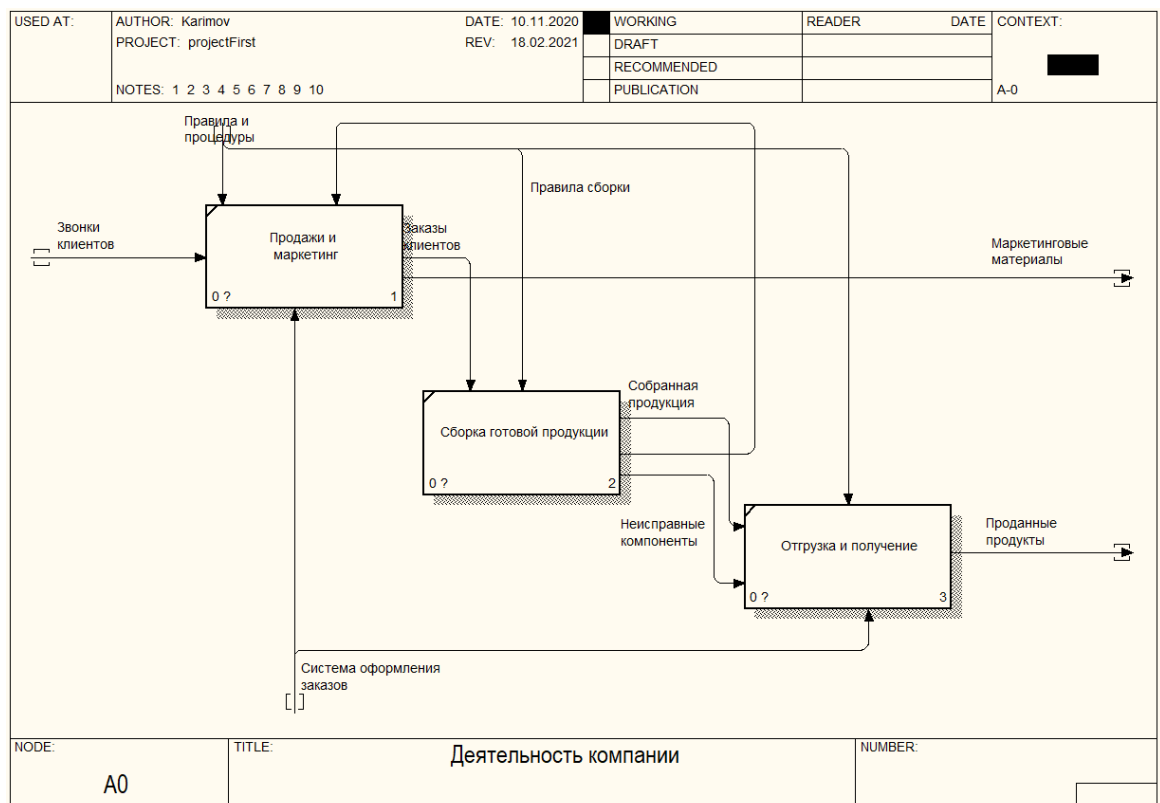 USED AT:
AUTHOR: Karimov
DATE: 10.11.2020
PROJECT: projectFirst
REV: 18.02.2021
NOTES: 1 2 3 4 5 6 7 8 9 10
WORKING
DRAFT
RECOMMENDED
PUBLICATION
READER
DATE
CONTEXT:
A-0
Правила и
процедуры
Правила сборки
Звонки
клиентов
Продажи и
маркетинг
0 ?
1
Заказы
клиентов
Маркетинговые
материалы
Собранная
продукция
Сборка готовой продукции
0 ?
2
Неисправные
компоненты
Отгрузка и получение
0 ?
3
Проданные
продукты
Система оформления
заказов
NODE:
A0
TITLE:
Деятельность компании
NUMBER: